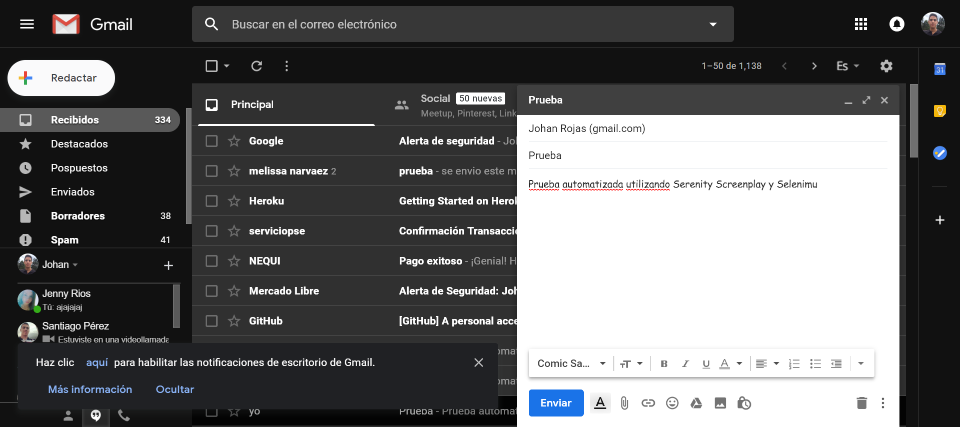 Gmail
Buscar en el correo electrónico
Redactar
1–50 de 1,138
Es
Recibidos 334
Destacados
Pospuestos
Enviados
Borradores 38
Spam 41
Johan
Jenny Rios
Tú: ajajajaj
Santiago Pérez
Estuviste en una videollamada
Principal
Social 50 nuevas
Meetup, Pinterest, Link
Google Alerta de seguridad - Joh
melissa narvaez 2 prueba - se envio este m
Heroku Getting Started on Herok
serviciopse Confirmación Transacció
NEQUI Pago exitoso - ¡Genial! H
Mercado Libre Alerta de Seguridad: Joh
GitHub [GitHub] A personal acce
yo Prueba - Prueba automat
Haz clic aquí para habilitar las notificaciones de escritorio de Gmail.
Más información Ocultar
Prueba
Johan Rojas (gmail.com)
Prueba
Prueba automatizada utilizando Serenity Screenplay y Selenimu
Comic Sa...
B I U A
Enviar A
31